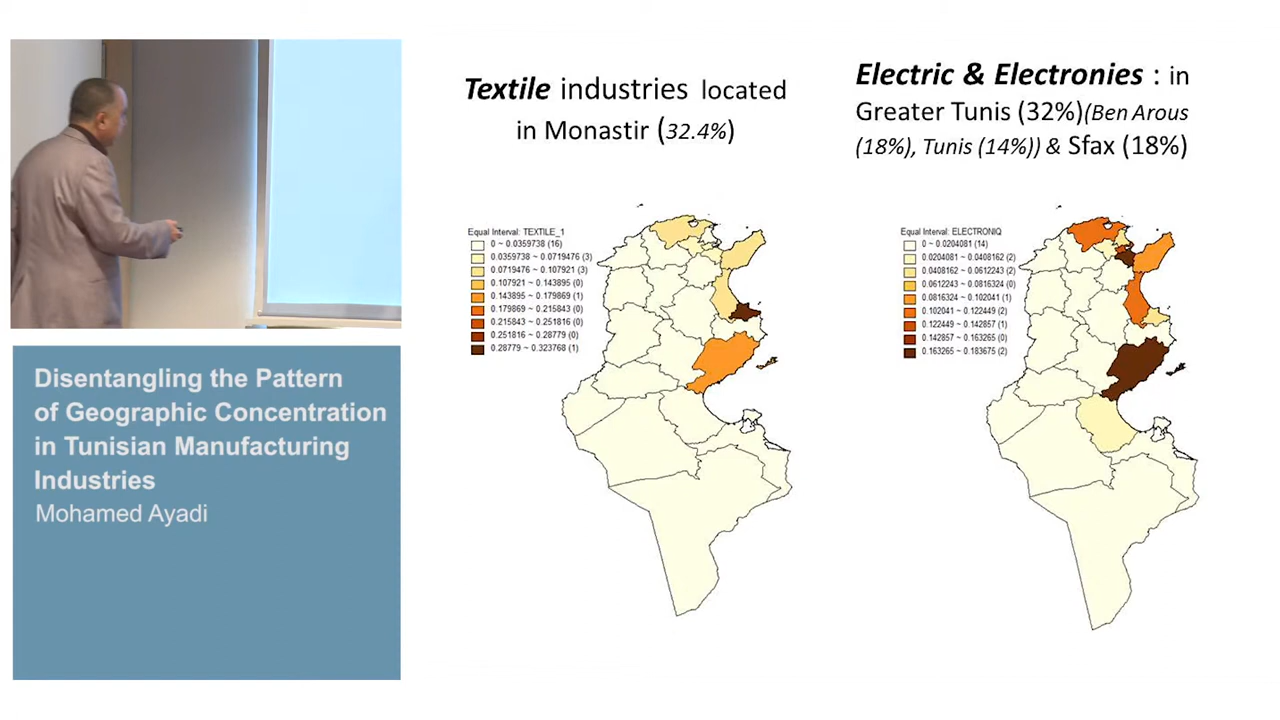 Textile industries located
in Monastir (32.4%)
Electric & Electronies : in
Greater Tunis (32%)(Ben Arous
(18%), Tunis (14%)) & Sfax (18%)
Equal Interval: TEXTILE_1
0 ~ 0.0359738 (16)
0.0359738 ~ 0.0719476 (3)
0.0719476 ~ 0.107921 (3)
0.107921 ~ 0.143895 (0)
0.143895 ~ 0.179869 (1)
0.179869 ~ 0.215843 (0)
0.215843 ~ 0.251816 (0)
0.251816 ~ 0.28779 (0)
0.28779 ~ 0.323768 (1)
Equal Interval: ELECTRONIQ
0 ~ 0.0204081 (14)
0.0204081 ~ 0.0408162 (2)
0.0408162 ~ 0.0612243 (2)
0.0612243 ~ 0.0816324 (0)
0.0816324 ~ 0.102041 (1)
0.102041 ~ 0.122449 (2)
0.122449 ~ 0.142857 (1)
0.142857 ~ 0.163265 (0)
0.163265 ~ 0.183675 (2)
Disentangling the Pattern
of Geographic Concentration
in Tunisian Manufacturing
Industries
Mohamed Ayadi